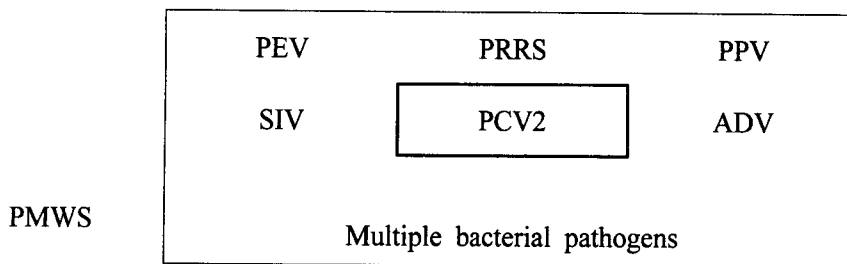 PEV PRRS PPV
SIV PCV2 ADV
PMWS
Multiple bacterial pathogens